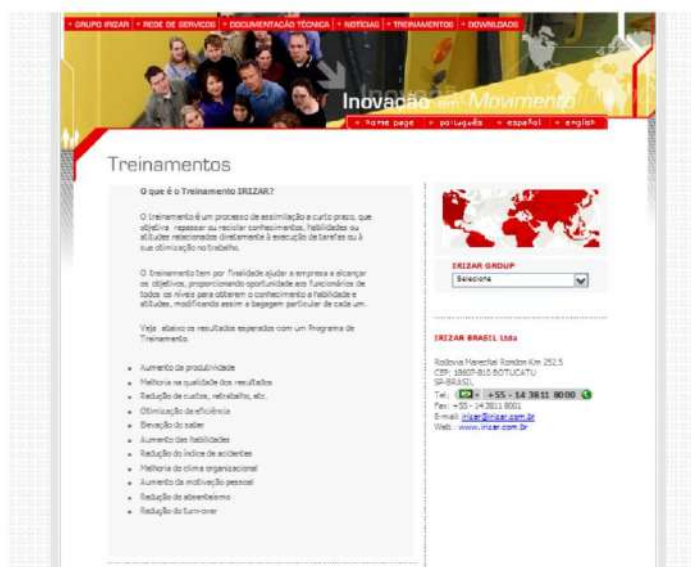 GRUPO IRIZAR | REDE DE SERVICOS | DOCUMENTACÃO TÉCNICA | NOTÍCIAS | TREINAMENTOS | DOWNLOADS
Inovação em Movimento
home page português español english
Treinamentos
O que é o Treinamento IRIZAR?
O treinamento é um processo de assimilação a curto prazo, que
objetiva repassar ou reciclar conhecimentos, habilidades ou
atitudes relacionados diretamente à execução de tarefas ou à
sua otimização no trabalho.
O treinamento tem por finalidade ajudar a empresa a alcançar
os objetivos, proporcionando oportunidade aos funcionários de
todos os níveis para obterem o conhecimento a habilidade e
atitudes, modificando assim a bagagem particular de cada um.
Veja abaixo os resultados esperados com um Programa de
Treinamento.
Aumento da produtividade
Melhoria na qualidade dos resultados
Redução de custos, retrabalho, etc.
Otimização da eficiência
Elevação do saber
Aumento das habilidades
Redução do índice de acidentes
Melhoria do clima organizacional
Aumento da motivação pessoal
Redução do absenteísmo
Redução do turn-over
IRIZAR GROUP
Selecione
IRIZAR BRASIL Ltda
Rodovia Marechal Rondon Km 252,5
CEP: 18607-810 BOTUCATU
SP-BRASIL
Tel.: +55 - 14 3811 8000
Fax: +55 - 14 3811 8001
E-mail: irizar@irizar.com.br
Web.: www.irizar.com.br